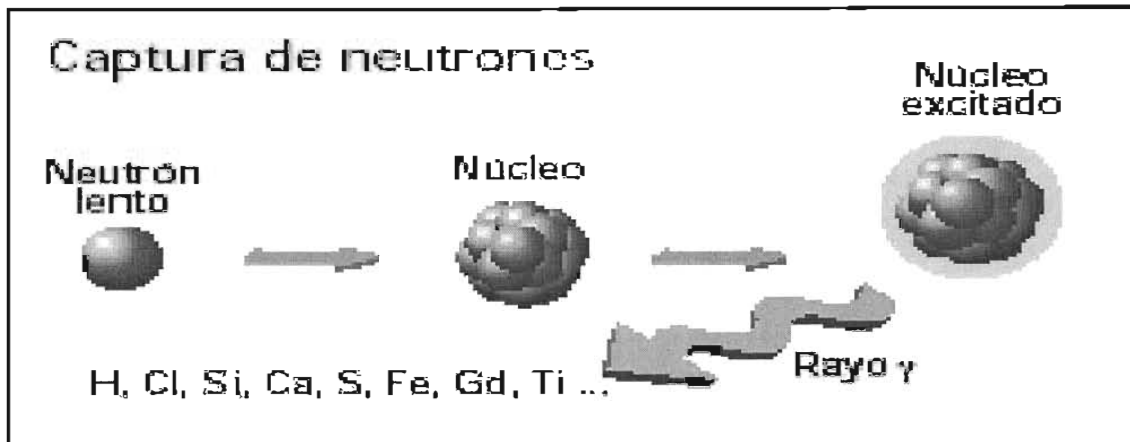 Captura de neutrones
Núcleo
excitado
Neutrón
lento
Núcleo
Rayo γ
H, Cl, Si, Ca, S, Fe, Gd, Ti ...